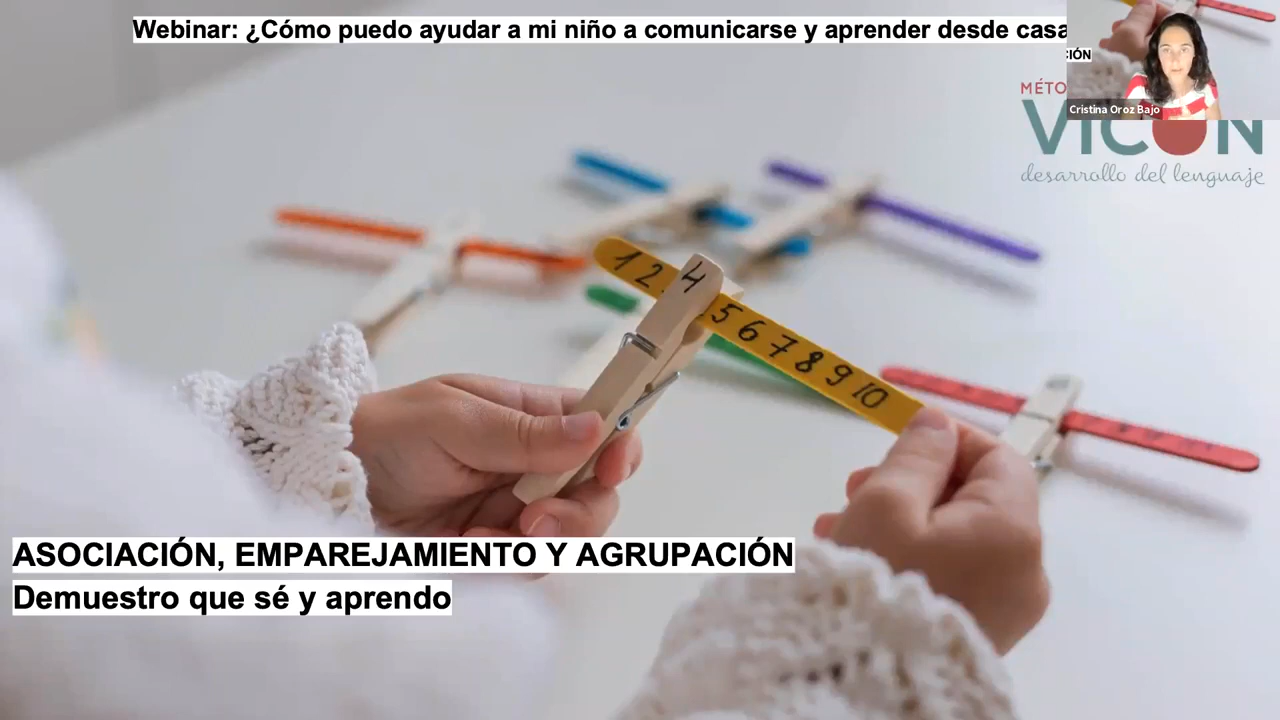 Webinar: ¿Cómo puedo ayudar a mi niño a comunicarse y aprender desde casa
CIÓN
MÉTO
VICON
desarrollo del lenguaje
Cristina Oroz Bajo
1 2 4 5 6 7 8 9 10
ASOCIACIÓN, EMPAREJAMIENTO Y AGRUPACIÓN
Demuestro que sé y aprendo